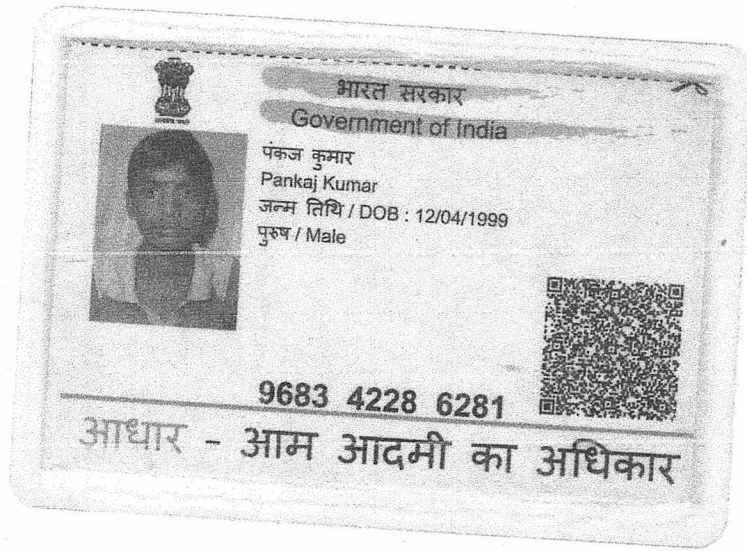 भारत सरकार
Government of India
पंकज कुमार
Pankaj Kumar
जन्म तिथि / DOB : 12/04/1999
पुरुष / Male
9683 4228 6281
आधार - आम आदमी का अधिकार